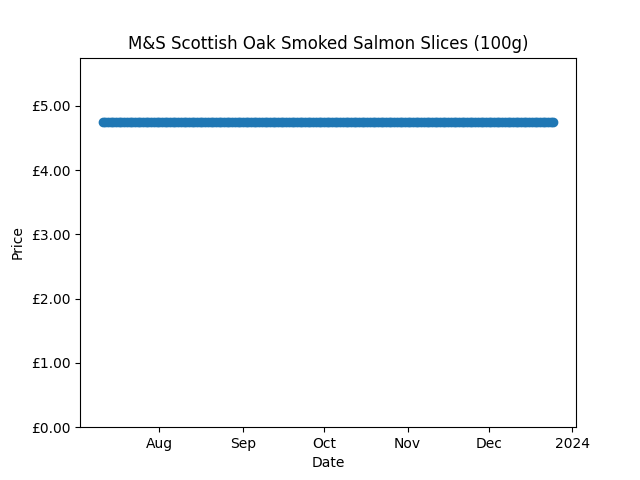 M&S Scottish Oak Smoked Salmon Slices (100g)
£5.00
£4.00
£3.00
£2.00
£1.00
£0.00
Price
Aug Sep Oct Nov Dec 2024
Date